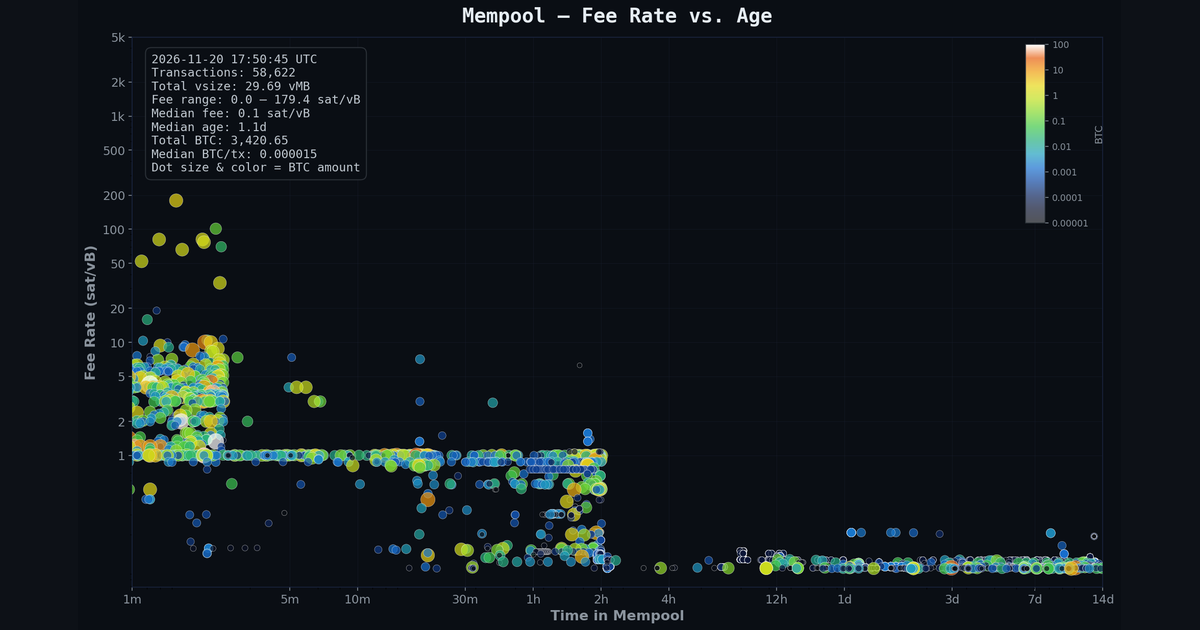 Mempool — Fee Rate vs. Age
2026-11-20 17:50:45 UTC
Transactions: 58,622
Total vsize: 29.69 vMB
Fee range: 0.0 — 179.4 sat/vB
Median fee: 0.1 sat/vB
Median age: 1.1d
Total BTC: 3,420.65
Median BTC/tx: 0.000015
Dot size & color = BTC amount
Fee Rate (sat/vB)
5k
2k
1k
500
200
100
50
20
10
5
2
1
100
10
1
0.1
0.01
0.001
0.0001
0.00001
BTC
1m 5m 10m 30m 1h 2h 4h 12h 1d 3d 7d 14d
Time in Mempool